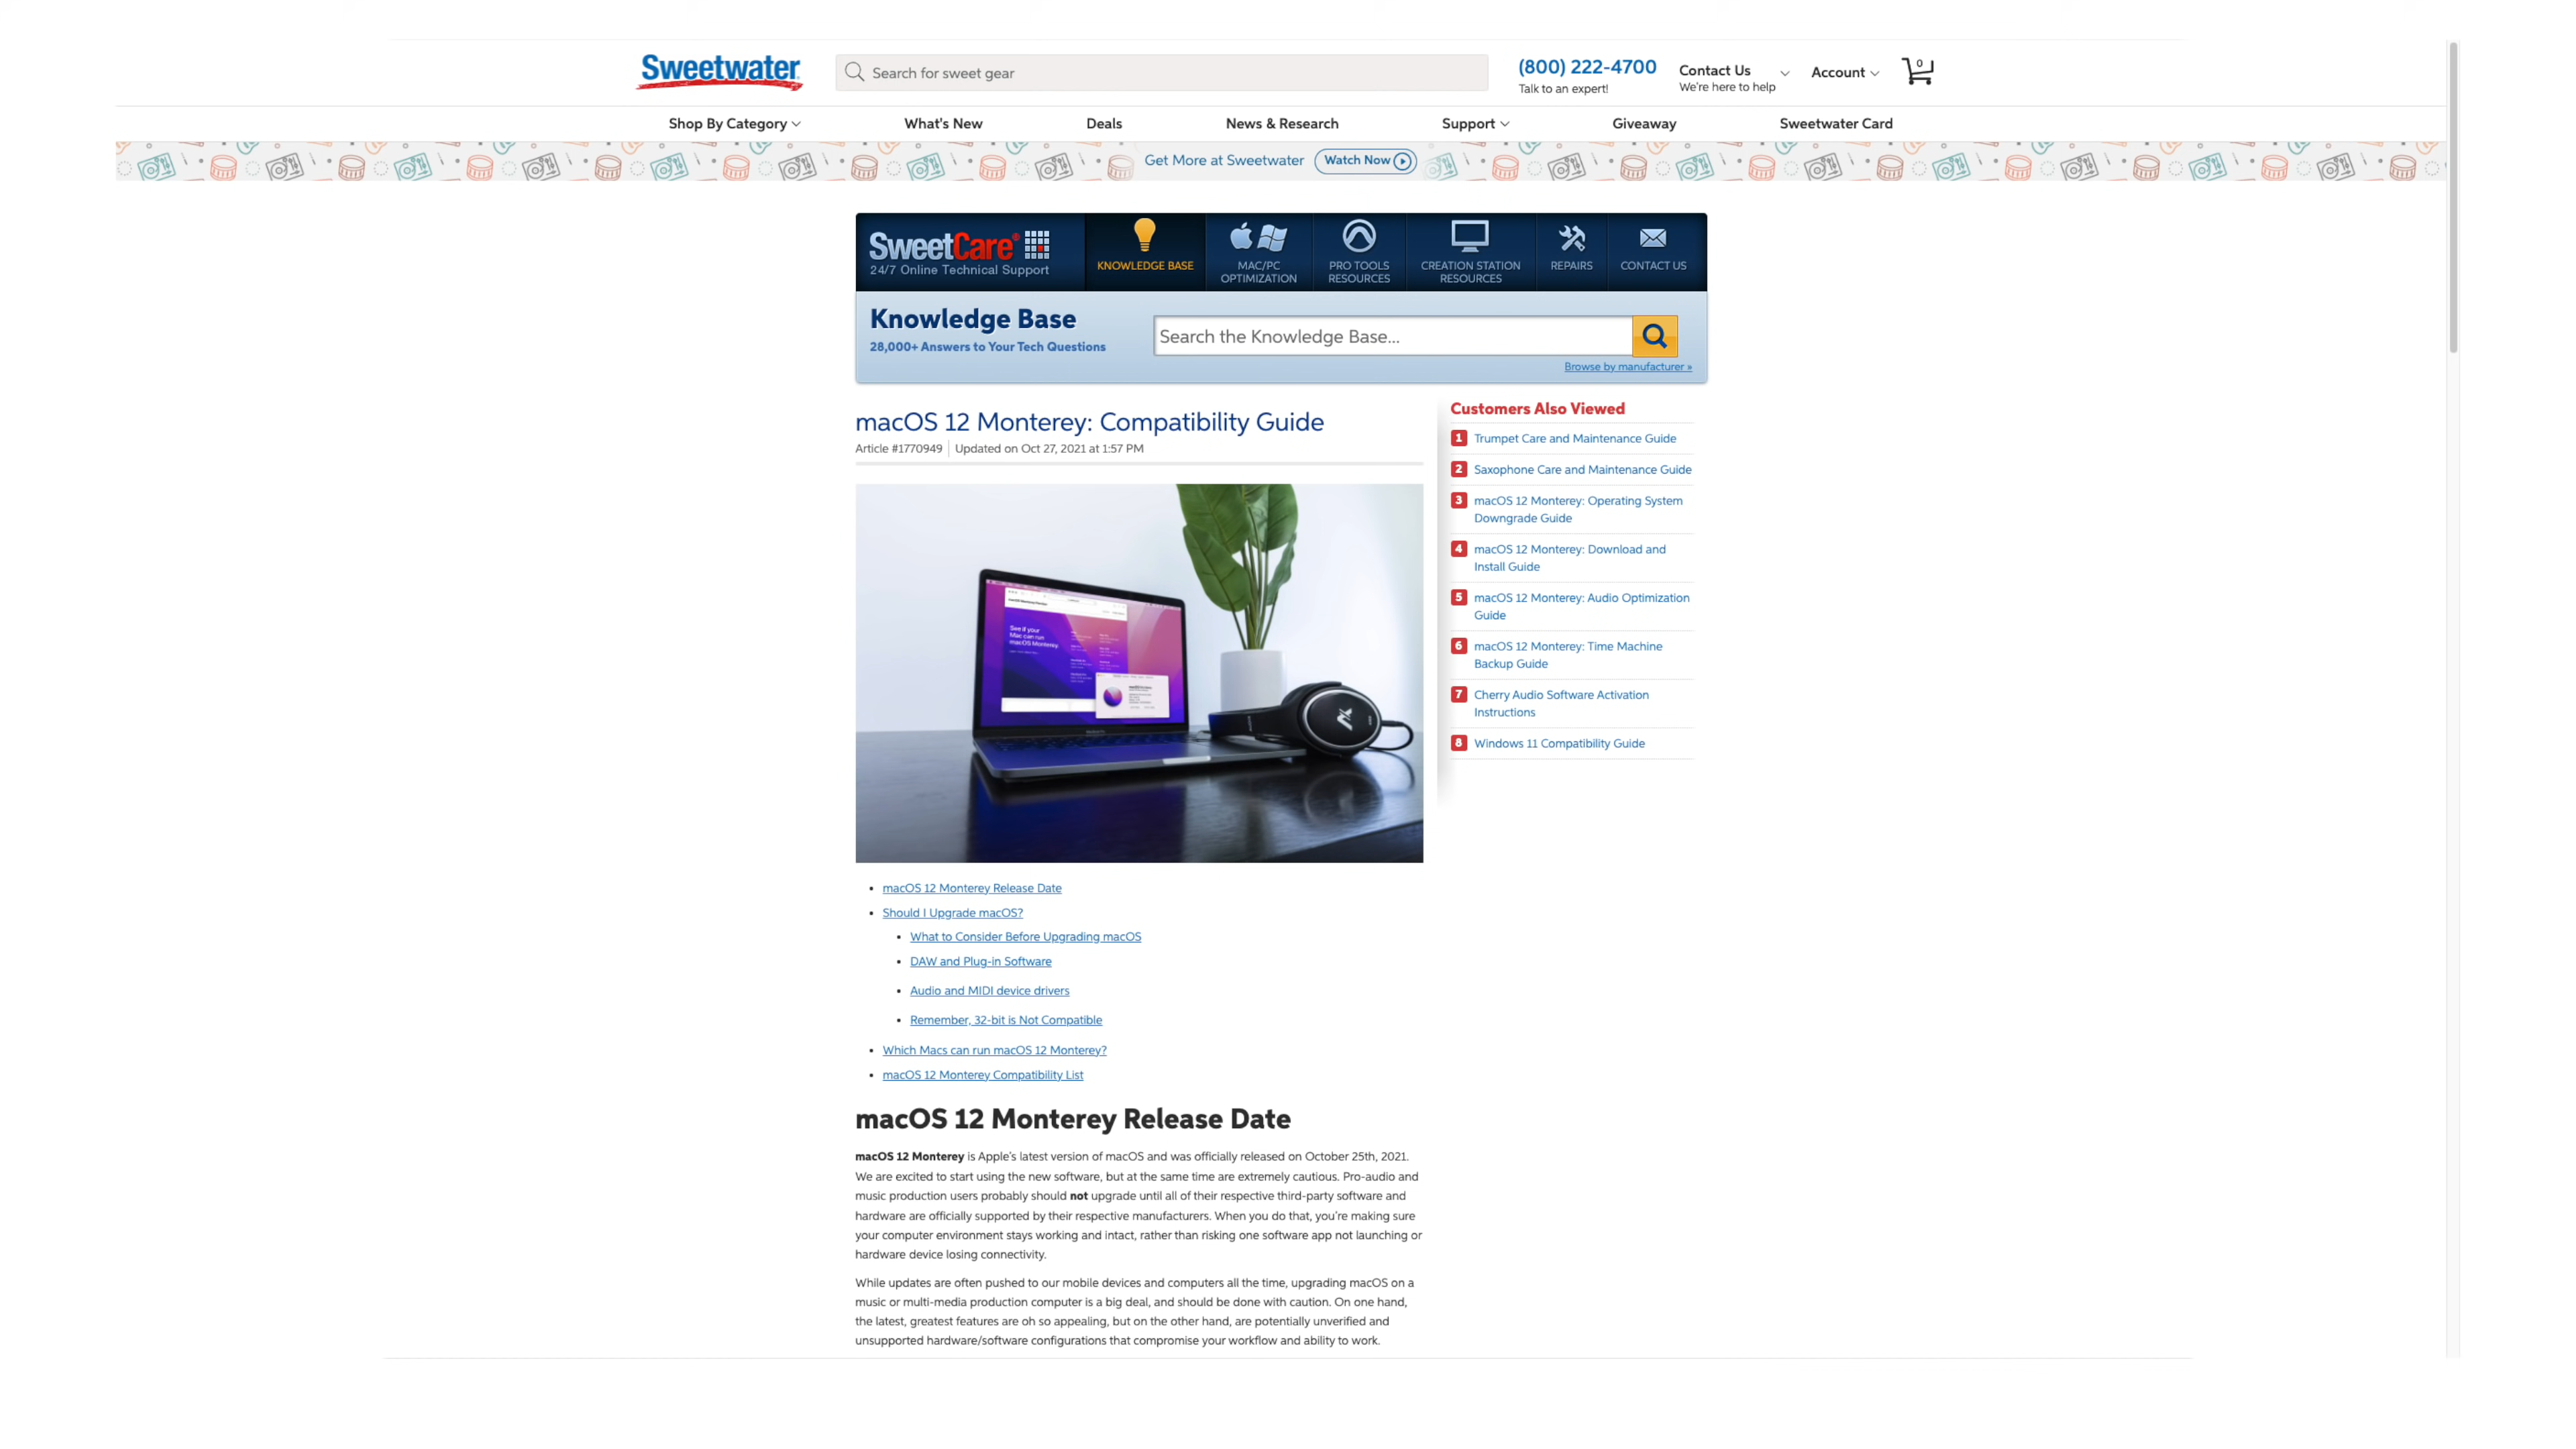 Sweetwater
Search for sweet gear
(800) 222-4700
Talk to an expert!
Contact Us
We're here to help
Account
0
Shop By Category
What's New
Deals
News & Research
Support
Giveaway
Sweetwater Card
Get More at Sweetwater
Watch Now
SweetCare®
24/7 Online Technical Support
KNOWLEDGE BASE
MAC/PC
OPTIMIZATION
PRO TOOLS
RESOURCES
CREATION STATION
RESOURCES
REPAIRS
CONTACT US
Knowledge Base
28,000+ Answers to Your Tech Questions
Search the Knowledge Base...
Browse by manufacturer »
macOS 12 Monterey: Compatibility Guide
Article #1770949 | Updated on Oct 27, 2021 at 1:57 PM
See if your
Mac can run
macOS Monterey
• macOS 12 Monterey Release Date
• Should I Upgrade macOS?
• What to Consider Before Upgrading macOS
• DAW and Plug-in Software
• Audio and MIDI device drivers
• Remember, 32-bit is Not Compatible
• Which Macs can run macOS 12 Monterey?
• macOS 12 Monterey Compatibility List
macOS 12 Monterey Release Date
macOS 12 Monterey is Apple's latest version of macOS and was officially released on October 25th, 2021.
We are excited to start using the new software, but at the same time are extremely cautious. Pro-audio and
music production users probably should not upgrade until all of their respective third-party software and
hardware are officially supported by their respective manufacturers. When you do that, you're making sure
your computer environment stays working and intact, rather than risking one software app not launching or
hardware device losing connectivity.
While updates are often pushed to our mobile devices and computers all the time, upgrading macOS on a
music or multi-media production computer is a big deal, and should be done with caution. On one hand,
the latest, greatest features are oh so appealing, but on the other hand, are potentially unverified and
unsupported hardware/software configurations that compromise your workflow and ability to work.
Customers Also Viewed
1 Trumpet Care and Maintenance Guide
2 Saxophone Care and Maintenance Guide
3 macOS 12 Monterey: Operating System
Downgrade Guide
4 macOS 12 Monterey: Download and
Install Guide
5 macOS 12 Monterey: Audio Optimization
Guide
6 macOS 12 Monterey: Time Machine
Backup Guide
7 Cherry Audio Software Activation
Instructions
8 Windows 11 Compatibility Guide